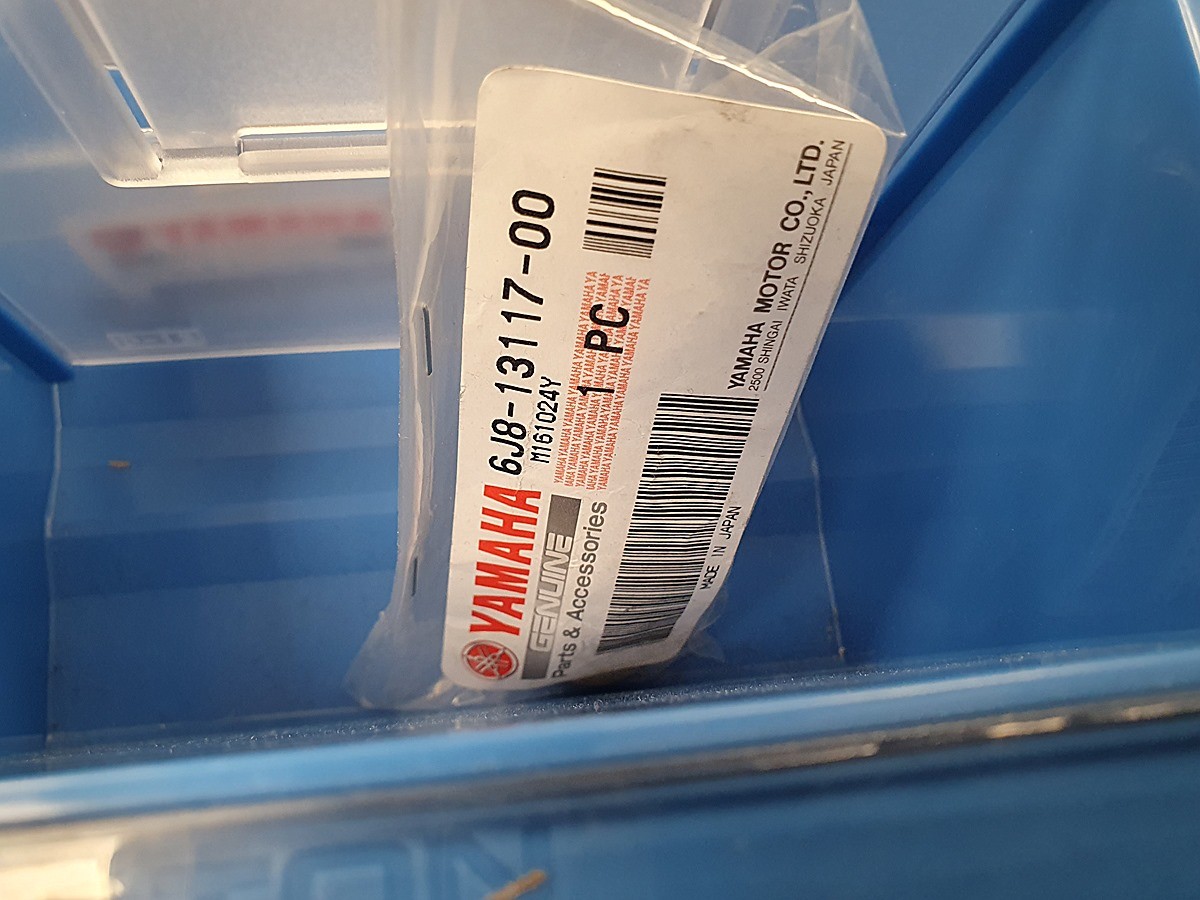 YAMAHA 6J8-13117-00
GENUINE M161024Y
Parts & Accessories 1 PC
MADE IN JAPAN
YAMAHA MOTOR CO., LTD.
2500 SHINGAI IWATA SHIZUOKA JAPAN
YAMAHA